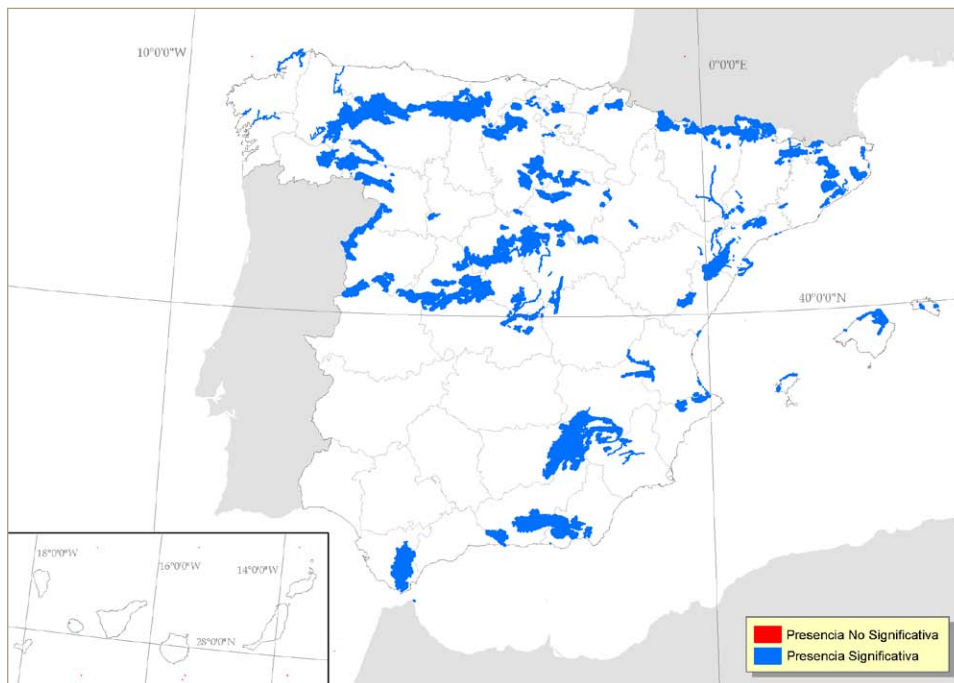 10°0'0"W
0°0'0"E
40°0'0"N
18°0'0"W
16°0'0"W
14°0'0"W
28°0'0"N
Presencia No Significativa
Presencia Significativa